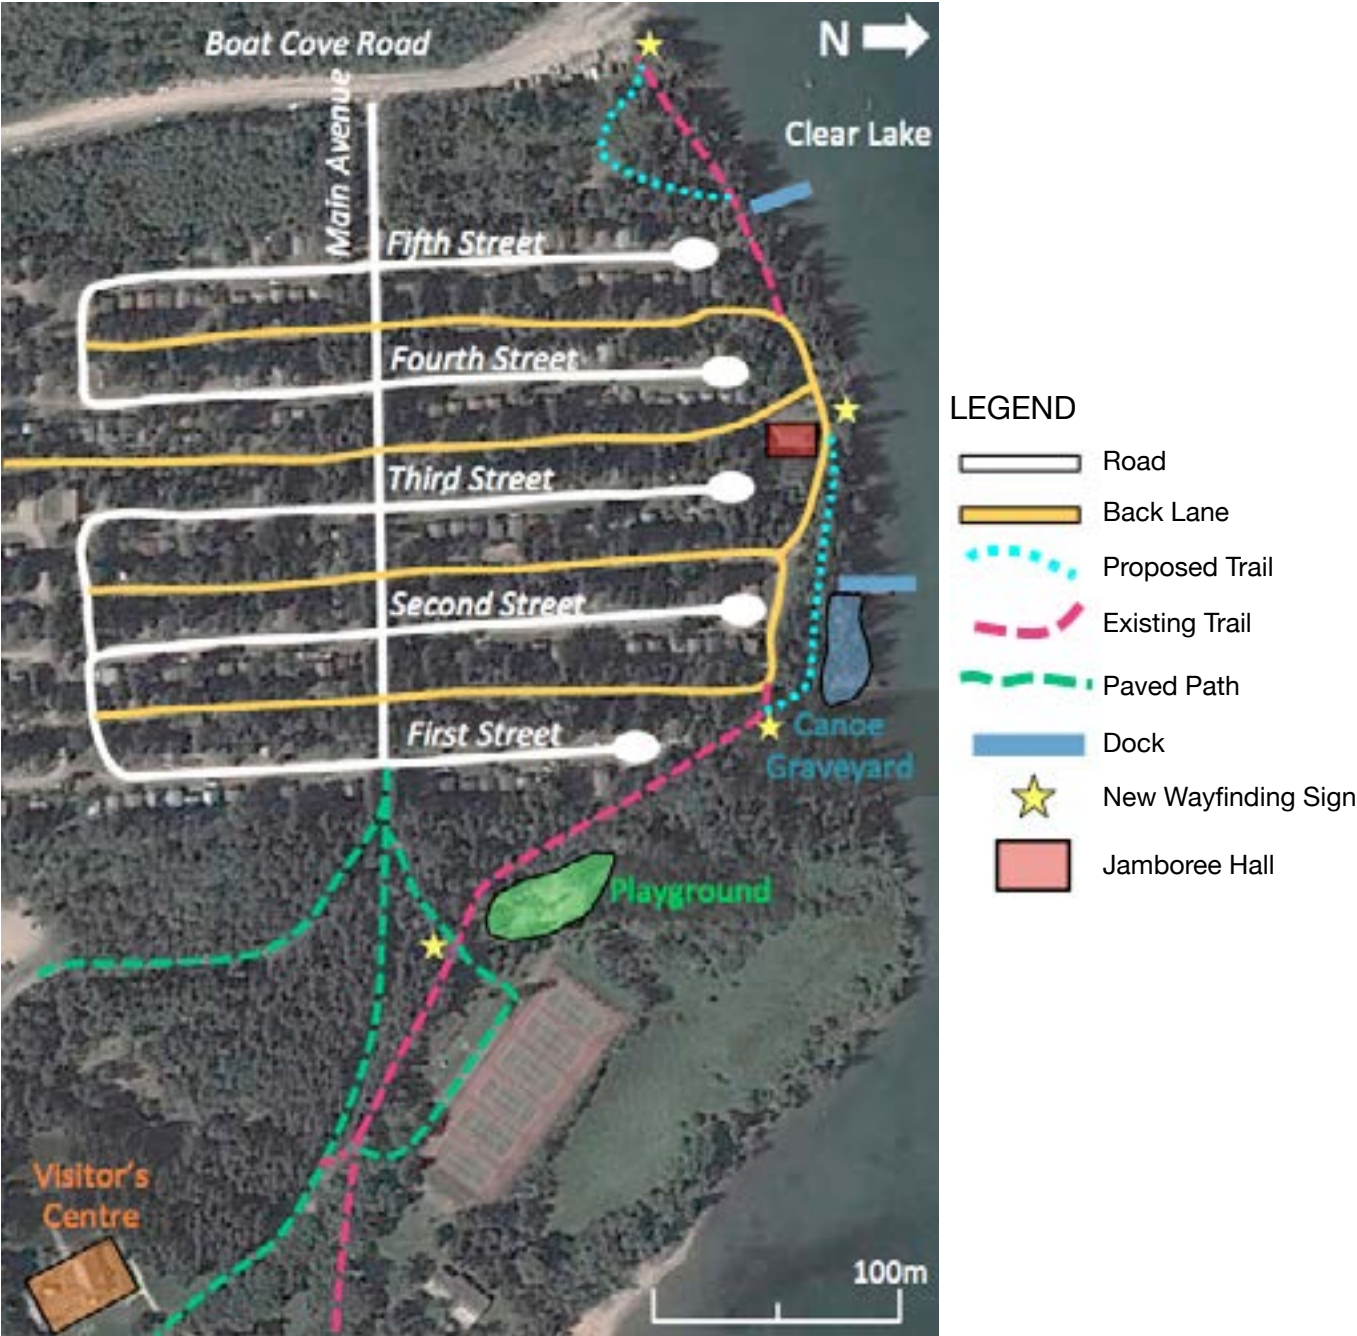 Boat Cove Road
N
Main Avenue
Clear Lake
Fifth Street
Fourth Street
Third Street
Second Street
First Street
Canoe
Graveyard
Playground
Visitor's
Centre
100m
LEGEND
Road
Back Lane
Proposed Trail
Existing Trail
Paved Path
Dock
New Wayfinding Sign
Jamboree Hall